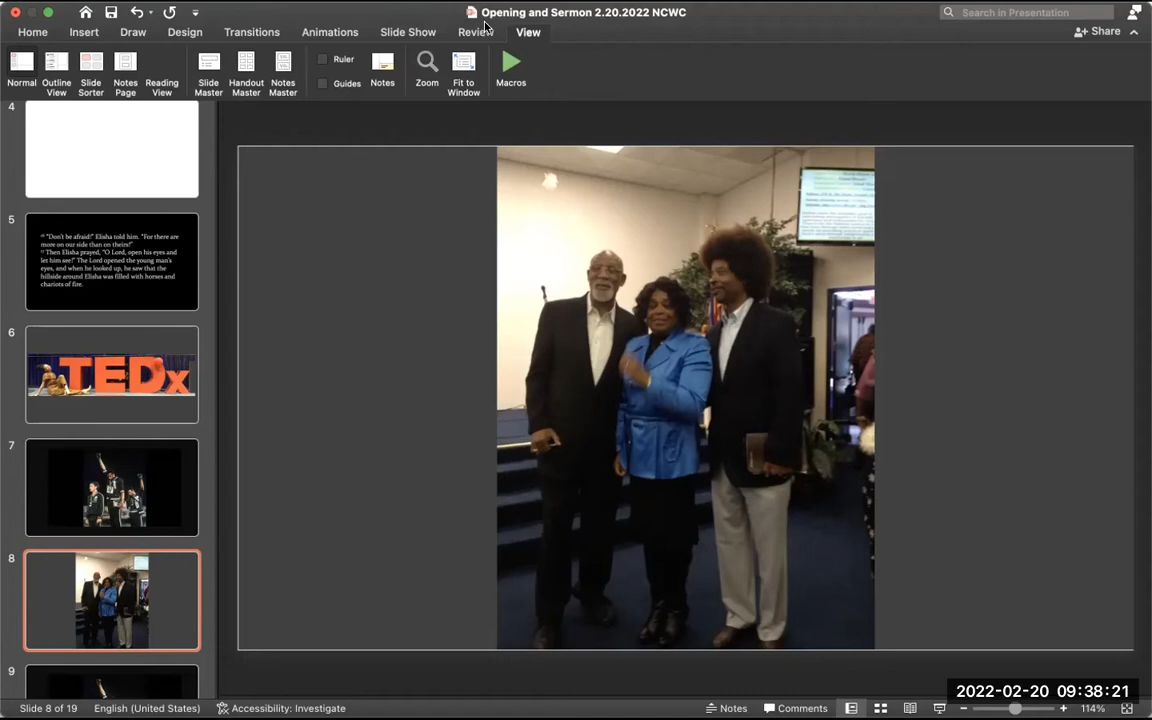 Opening and Sermon 2.20.2022 NCWC
Search in Presentation
Home Insert Draw Design Transitions Animations Slide Show Review View
Share
Normal Outline View Slide Sorter Notes Page Reading View Slide Master Handout Master Notes Master Ruler Guides Notes Zoom Fit to Window Macros
4
5
16 "Don't be afraid!" Elisha told him. "For there are
more on our side than on theirs!"
17 Then Elisha prayed, "O Lord, open his eyes and
let him see!" The Lord opened the young man's
eyes, and when he looked up, he saw that the
hillside around Elisha was filled with horses and
chariots of fire.
6
TEDx
7
8
9
2022-02-20 09:38:21
Slide 8 of 19 English (United States) Accessibility: Investigate Notes Comments 114%